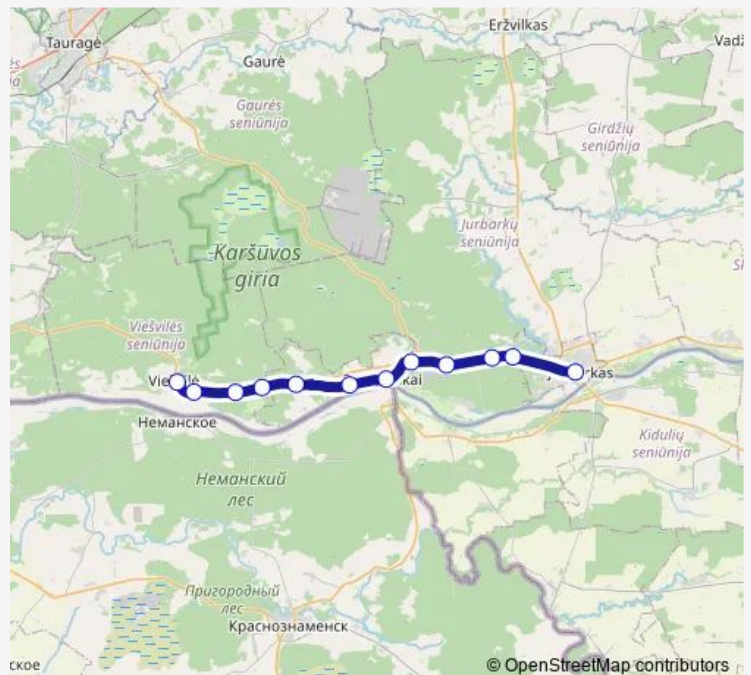 Eržvilkas
Tauragė
Gaurė
Gaurės
seniūnija
Girdžių
seniūnija
Jurbarkų
seniūnija
Karšuvos
giria
Viešvilės
seniūnija
Неманское
Kidulių
seniūnija
Неманский
лес
Пригородный
лес
Краснознаменск
ское
© OpenStreetMap contributors